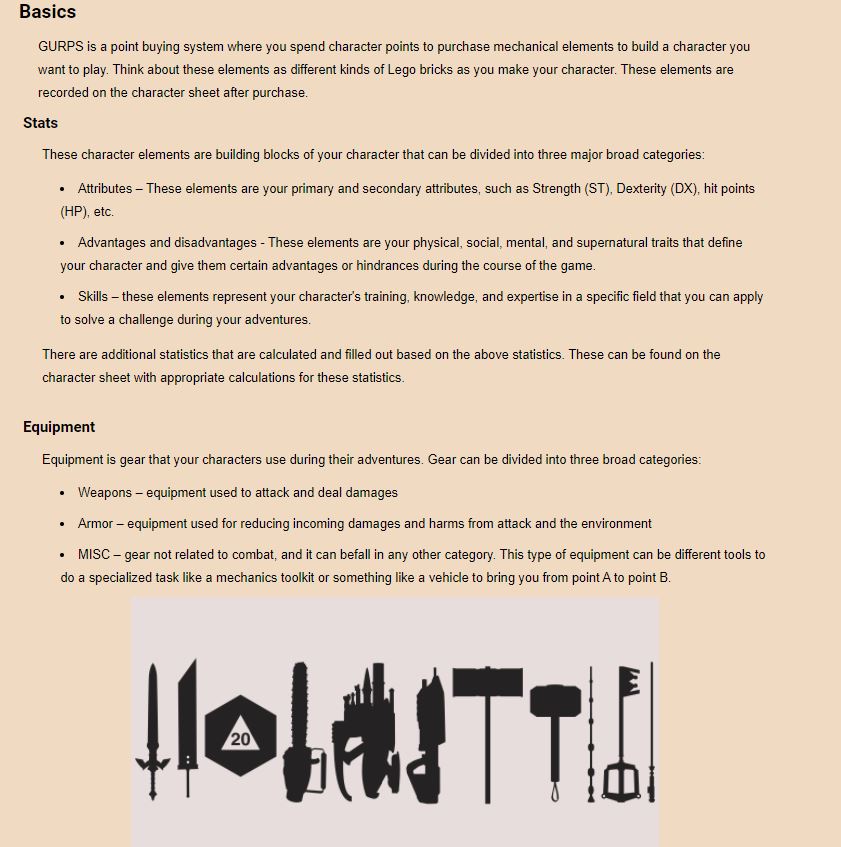 Basics
GURPS is a point buying system where you spend character points to purchase mechanical elements to build a character you
want to play. Think about these elements as different kinds of Lego bricks as you make your character. These elements are
recorded on the character sheet after purchase.
Stats
These character elements are building blocks of your character that can be divided into three major broad categories:
• Attributes – These elements are your primary and secondary attributes, such as Strength (ST), Dexterity (DX), hit points
(HP), etc.
• Advantages and disadvantages - These elements are your physical, social, mental, and supernatural traits that define
your character and give them certain advantages or hindrances during the course of the game.
• Skills – these elements represent your character's training, knowledge, and expertise in a specific field that you can apply
to solve a challenge during your adventures.
There are additional statistics that are calculated and filled out based on the above statistics. These can be found on the
character sheet with appropriate calculations for these statistics.
Equipment
Equipment is gear that your characters use during their adventures. Gear can be divided into three broad categories:
• Weapons – equipment used to attack and deal damages
• Armor – equipment used for reducing incoming damages and harms from attack and the environment
• MISC – gear not related to combat, and it can befall in any other category. This type of equipment can be different tools to
do a specialized task like a mechanics toolkit or something like a vehicle to bring you from point A to point B.
20